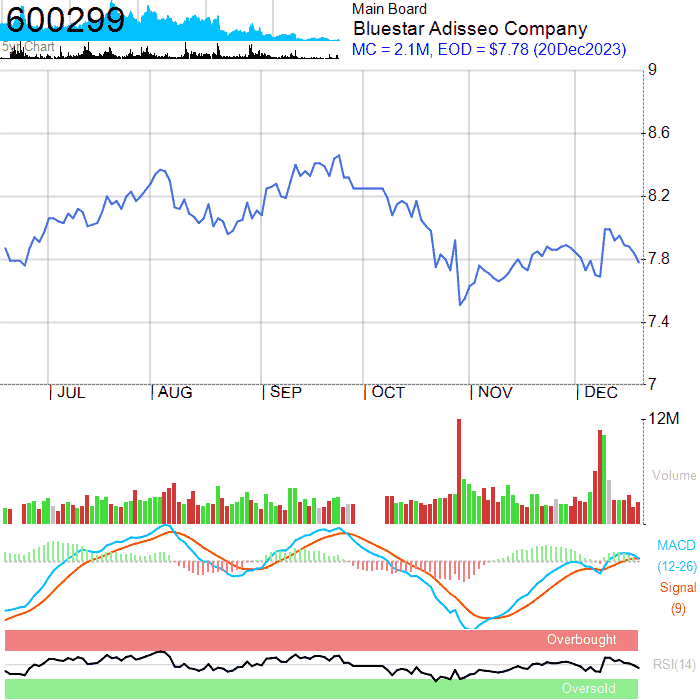 600299
5yr Chart
Main Board
Bluestar Adisseo Company
MC = 2.1M, EOD = $7.78 (20Dec2023)
9
8.6
8.2
7.8
7.4
7
JUL AUG SEP OCT NOV DEC
12M
Volume
MACD
(12-26)
Signal
(9)
Overbought
RSI(14)
Oversold